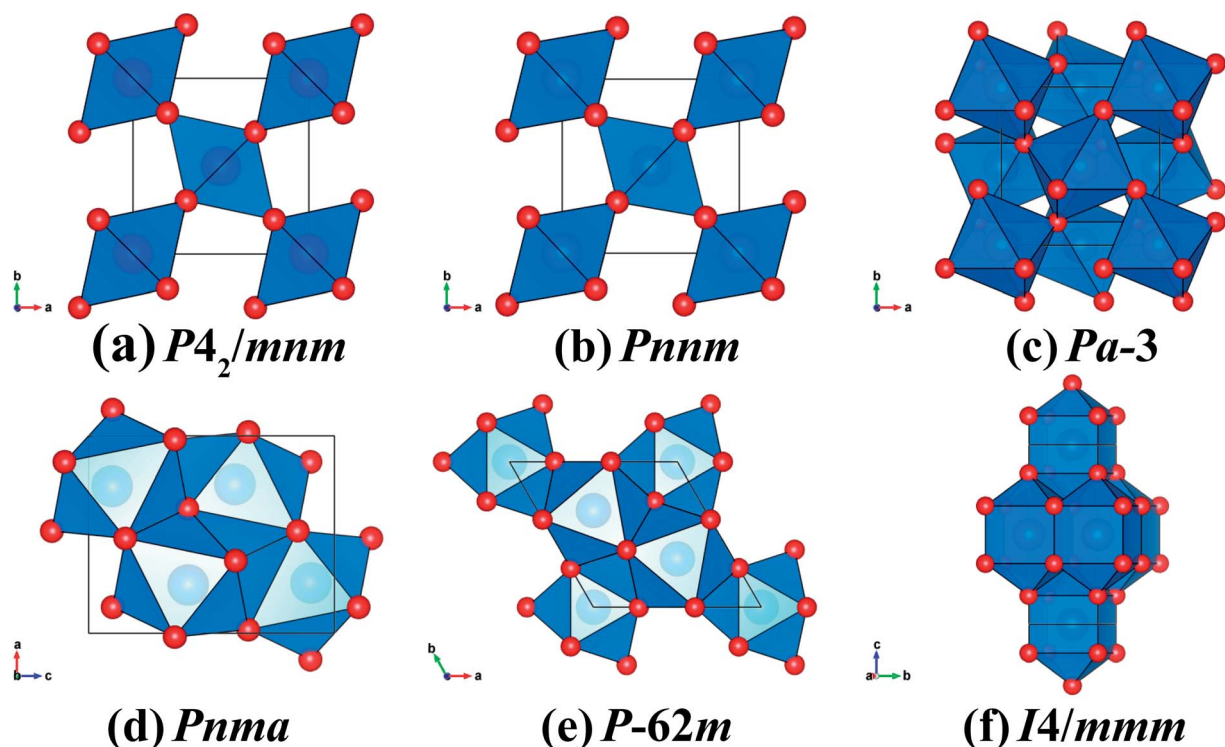 b
a
(a) P4₂/mnm
b
a
(b) Pnnm
b
a
(c) Pa-3
a
b c
(d) Pnma
b
a
(e) P-62m
c
a b
(f) I4/mmm